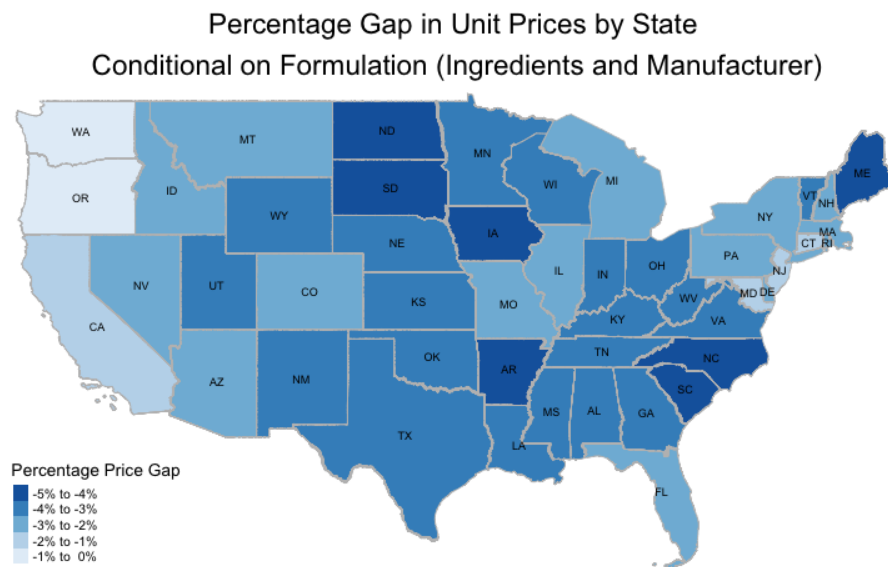 Percentage Gap in Unit Prices by State
Conditional on Formulation (Ingredients and Manufacturer)
WA
MT
ND
MN
ME
OR
ID
SD
WI
MI
VT
NH
WY
NY
MA
IA
CT RI
NE
PA
NV
UT
CO
IL
IN
OH
NJ
MD DE
CA
KS
MO
WV
KY
VA
TN
NC
AZ
NM
OK
AR
SC
MS
AL
GA
TX
LA
FL
Percentage Price Gap
-5% to -4%
-4% to -3%
-3% to -2%
-2% to -1%
-1% to 0%